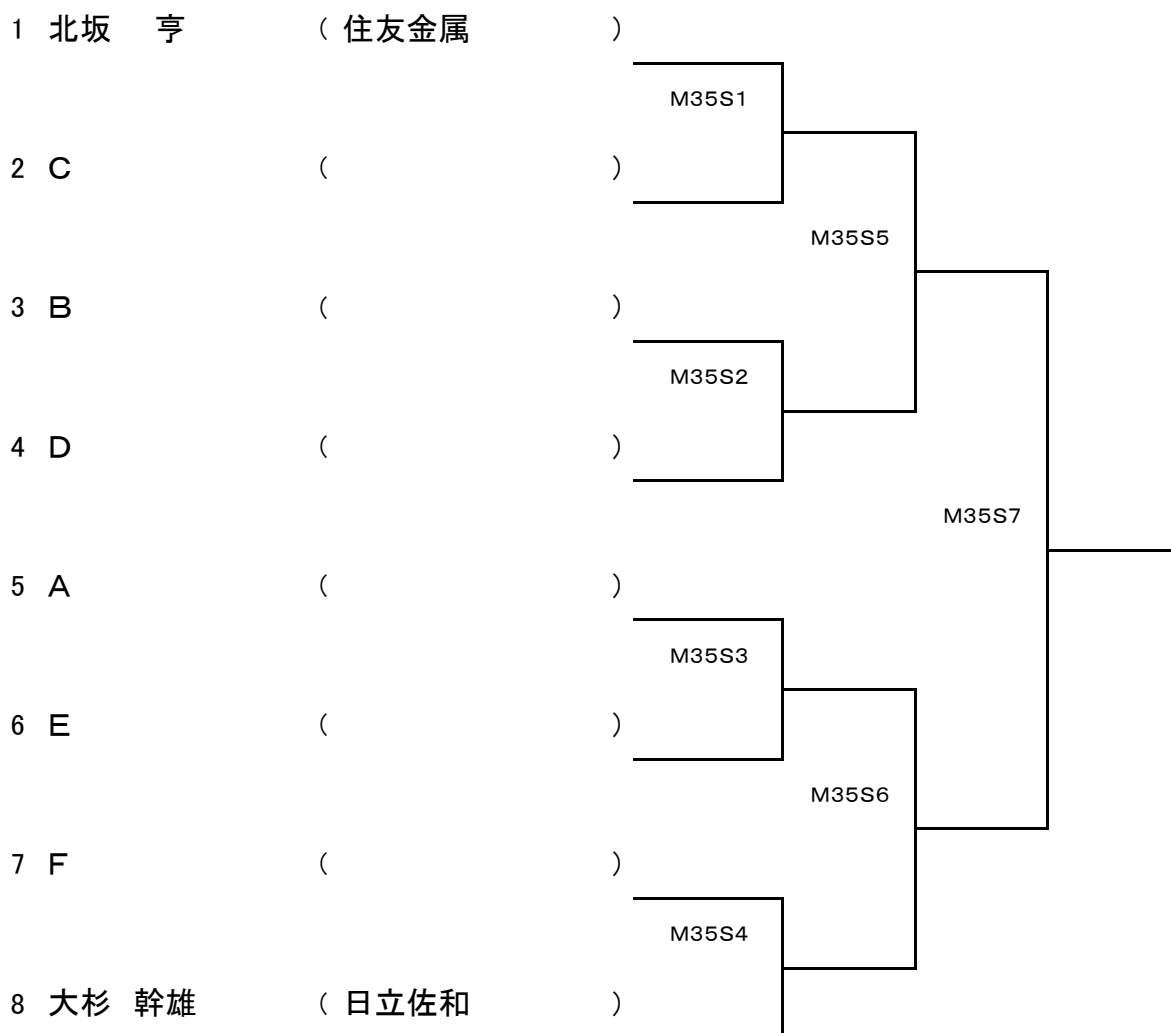 1 北坂 亨 ( 住友金属 )
M35S1
2 C ( )
M35S5
3 B ( )
M35S2
4 D ( )
M35S7
5 A ( )
M35S3
6 E ( )
M35S6
7 F ( )
M35S4
8 大杉 幹雄 ( 日立佐和 )